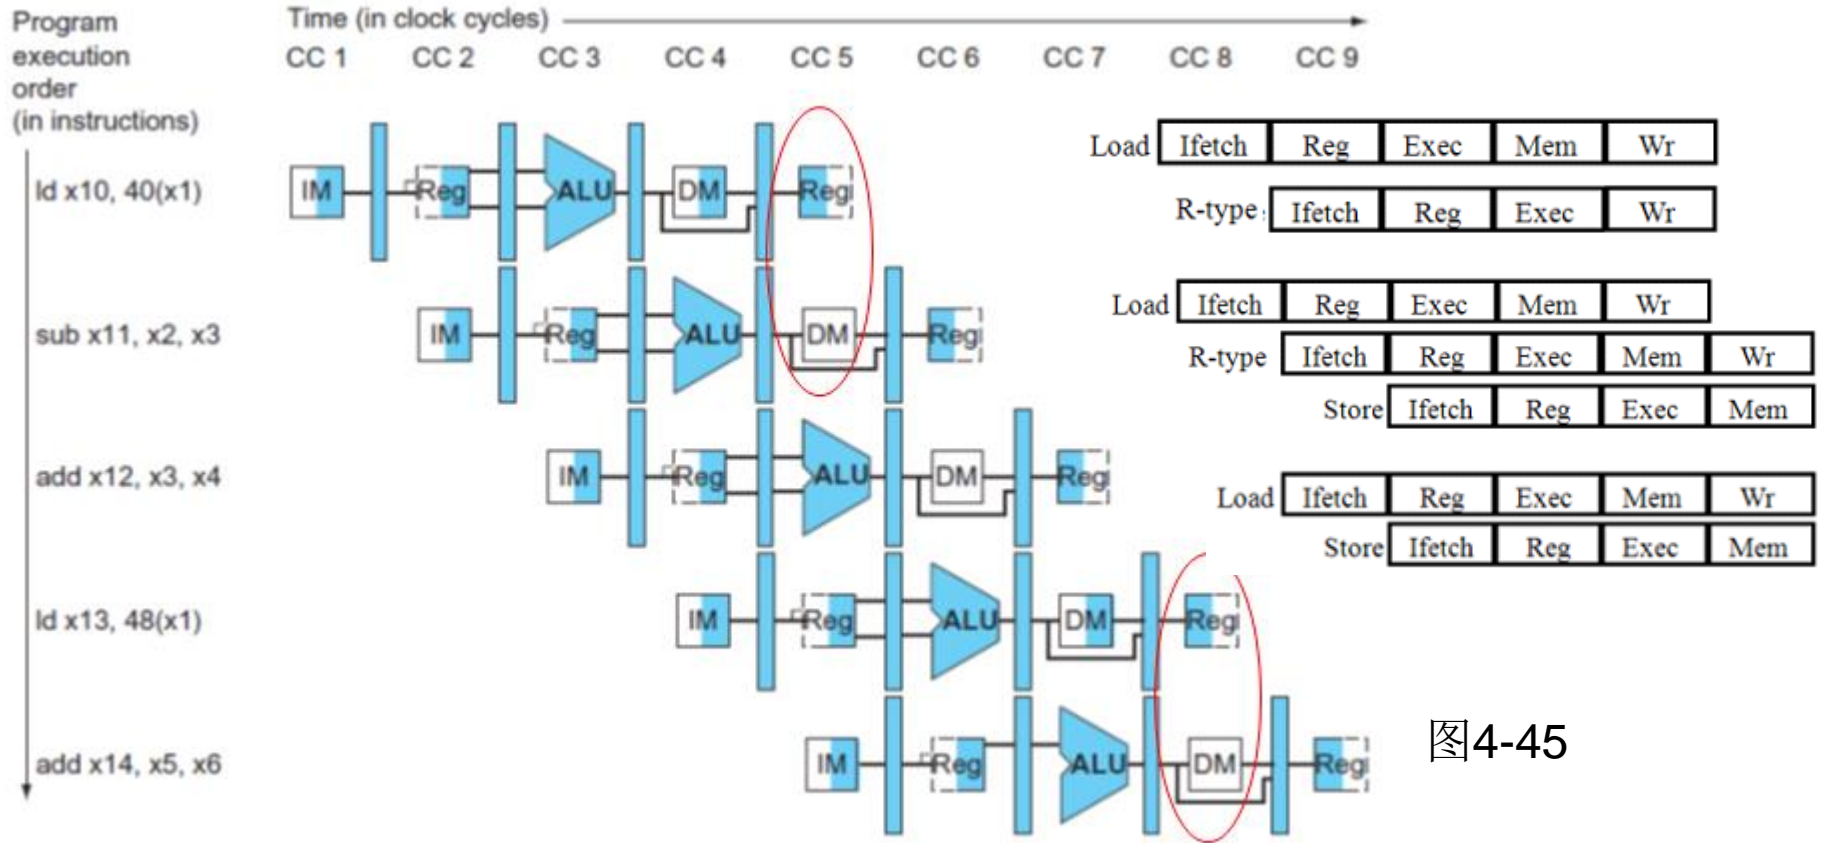 Program
execution
order
(in instructions)
Time (in clock cycles)
CC 1 CC 2 CC 3 CC 4 CC 5 CC 6 CC 7 CC 8 CC 9
ld x10, 40(x1)
IM Reg ALU DM Reg
sub x11, x2, x3
IM Reg ALU DM Reg
add x12, x3, x4
IM Reg ALU DM Reg
ld x13, 48(x1)
IM Reg ALU DM Reg
add x14, x5, x6
IM Reg ALU DM Reg
Load Ifetch Reg Exec Mem Wr
R-type Ifetch Reg Exec Wr
Load Ifetch Reg Exec Mem Wr
R-type Ifetch Reg Exec Mem Wr
Store Ifetch Reg Exec Mem
Load Ifetch Reg Exec Mem Wr
Store Ifetch Reg Exec Mem
图4-45